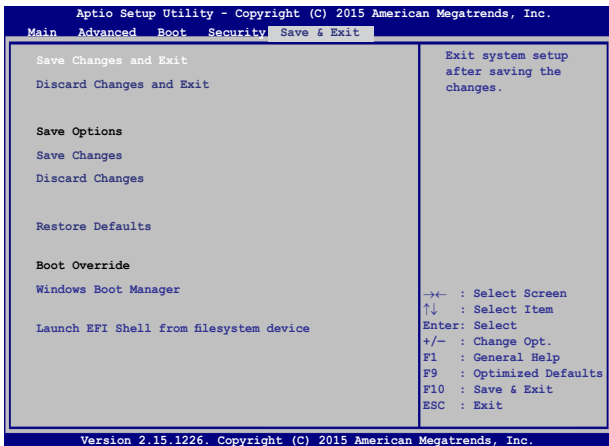 Aptio Setup Utility - Copyright (C) 2015 American Megatrends, Inc.
Main Advanced Boot Security Save & Exit
Save Changes and Exit
Discard Changes and Exit
Save Options
Save Changes
Discard Changes
Restore Defaults
Boot Override
Windows Boot Manager
Launch EFI Shell from filesystem device
Exit system setup
after saving the
changes.
→← : Select Screen
↑↓ : Select Item
Enter: Select
+/— : Change Opt.
F1 : General Help
F9 : Optimized Defaults
F10 : Save & Exit
ESC : Exit
Version 2.15.1226. Copyright (C) 2015 American Megatrends, Inc.